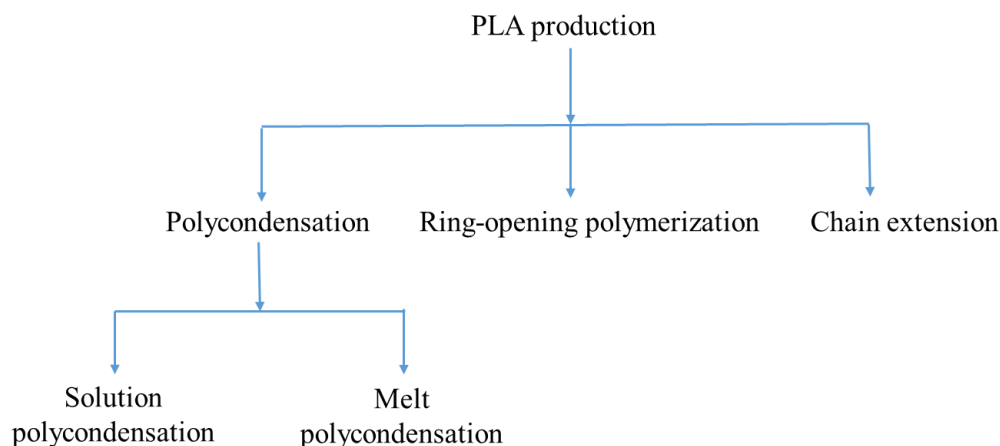 PLA production
Polycondensation
Ring-opening polymerization
Chain extension
Solution
polycondensation
Melt
polycondensation